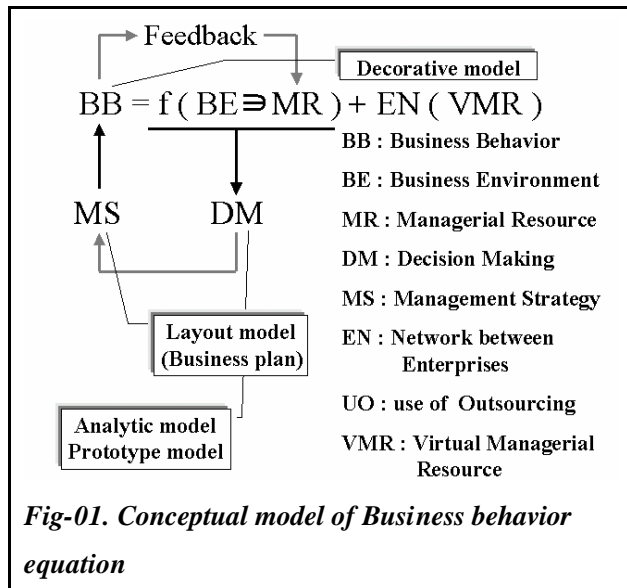 Feedback
Decorative model
BB = f ( BE ∋ MR ) + EN ( VMR )
BB : Business Behavior
BE : Business Environment
MS DM
MR : Managerial Resource
DM : Decision Making
MS : Management Strategy
Layout model
(Business plan)
EN : Network between
Enterprises
UO : use of Outsourcing
Analytic model
Prototype model
VMR : Virtual Managerial
Resource
Fig-01. Conceptual model of Business behavior
equation